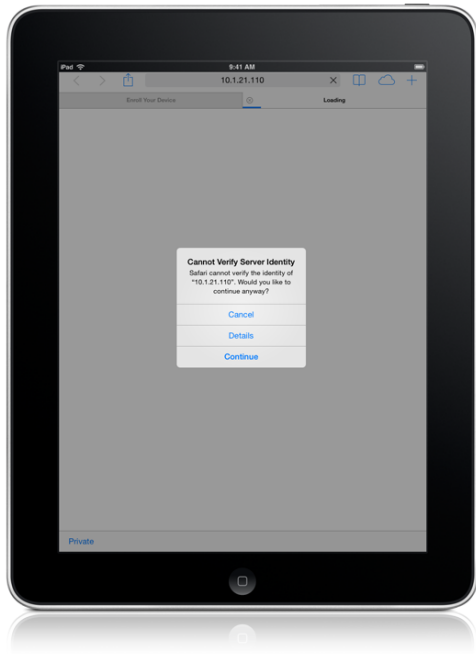 iPad 9:41 AM
10.1.21.110
Enroll Your Device Loading
Cannot Verify Server Identity
Safari cannot verify the identity of
"10.1.21.110". Would you like to
continue anyway?
Cancel
Details
Continue
Private